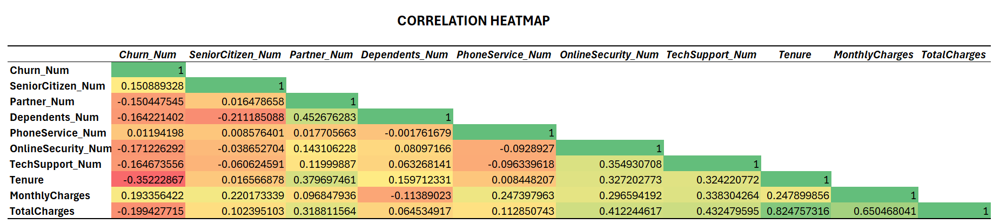 CORRELATION HEATMAP
Churn_Num SeniorCitizen_Num Partner_Num Dependents_Num PhoneService_Num OnlineSecurity_Num TechSupport_Num Tenure MonthlyCharges TotalCharges
Churn_Num 1
SeniorCitizen_Num 0.150889328 1
Partner_Num -0.150447545 0.016478658 1
Dependents_Num -0.164221402 -0.211185088 0.452676283 1
PhoneService_Num 0.01194198 0.008576401 0.017705663 -0.001761679 1
OnlineSecurity_Num -0.171226292 -0.038652704 0.143106228 0.08097166 -0.0928927 1
TechSupport_Num -0.164673556 -0.060624591 0.11999887 0.063268141 -0.096339618 0.354930708 1
Tenure -0.35222867 0.016566878 0.379697461 0.159712331 0.008448207 0.327202773 0.324220772 1
MonthlyCharges 0.193356422 0.220173339 0.096847936 -0.11389023 0.247397963 0.296594192 0.338304264 0.247899856 1
TotalCharges -0.199427715 0.102395103 0.318811564 0.064534917 0.112850743 0.412244617 0.432479595 0.824757316 0.650468041 1